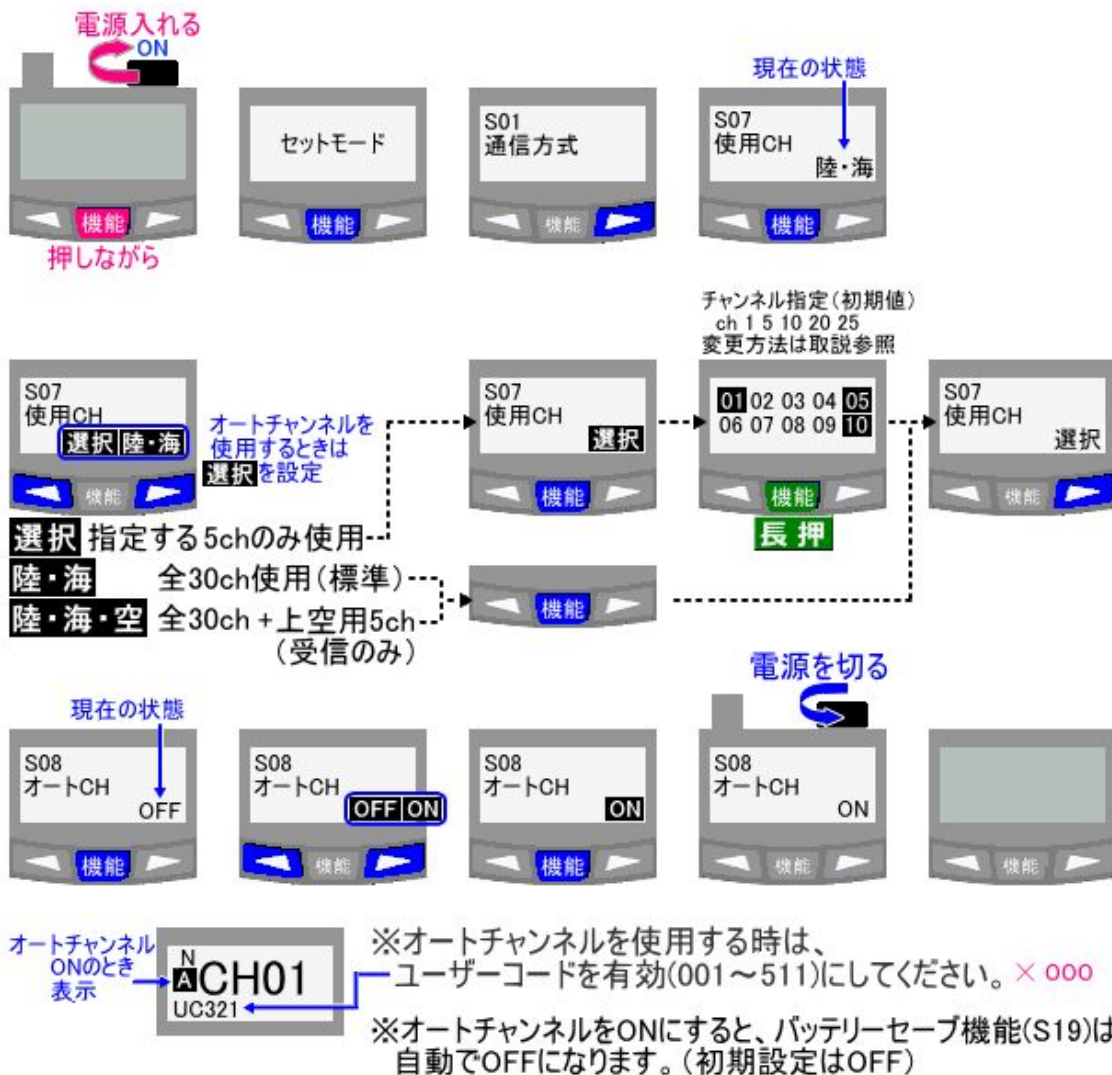 電源入れる
ON
機能
押しながら
セットモード
機能
S01
通信方式
機能
現在の状態
S07
使用CH
陸・海
機能
S07
使用CH
選択 陸・海
機能
オートチャンネルを
使用するときは
選択を設定
S07
使用CH
選択
機能
チャンネル指定(初期値)
ch 1 5 10 20 25
変更方法は取説参照
01 02 03 04 05
06 07 08 09 10
機能
長押
S07
使用CH
選択
機能
選択 指定する5chのみ使用
陸・海 全30ch使用(標準)
陸・海・空 全30ch+上空用5ch
(受信のみ)
機能
現在の状態
S08
オートCH
OFF
機能
S08
オートCH
OFF ON
機能
S08
オートCH
ON
機能
電源を切る
S08
オートCH
ON
機能
機能
オートチャンネル
ONのとき
表示
N
A CH01
UC321
※オートチャンネルを使用する時は、
ユーザーコードを有効(001~511)にしてください。× 000
※オートチャンネルをONにすると、バッテリーセーブ機能(S19)は
自動でOFFになります。(初期設定はOFF)